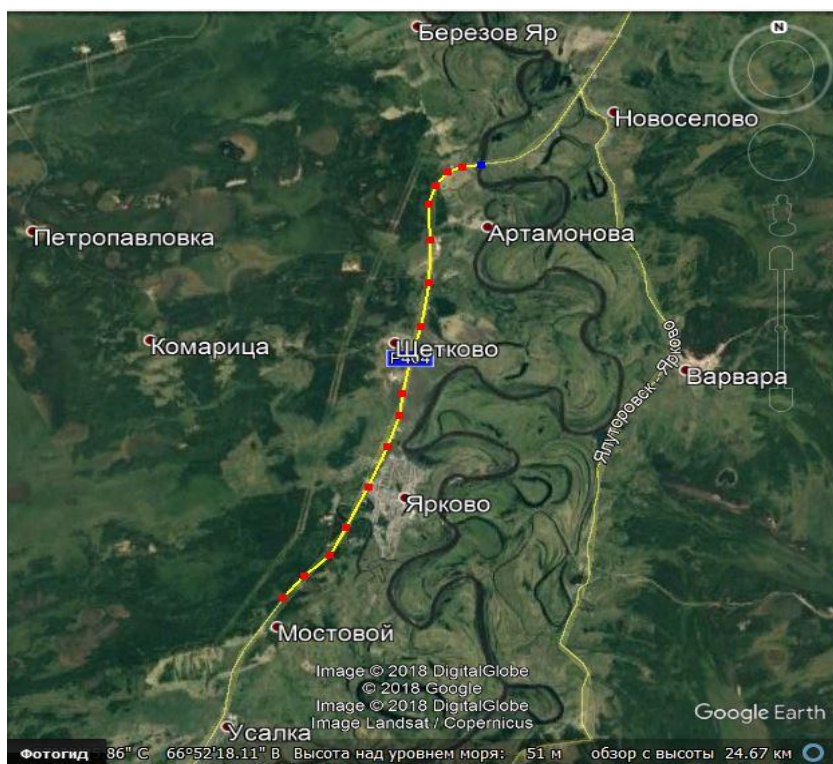 Березов Яр
N
Новоселово
Петропавловка
Артамонова
Комарица
Щетково
Р404
Варвара
Ялуторовск - Ярково
Ярково
Мостовой
Image © 2018 DigitalGlobe
© 2018 Google
Image © 2018 DigitalGlobe
Image Landsat / Copernicus
Google Earth
Усалка
Фотогид 86" С 66°52'18.11" В Высота над уровнем моря: 51 м обзор с высоты 24.67 км